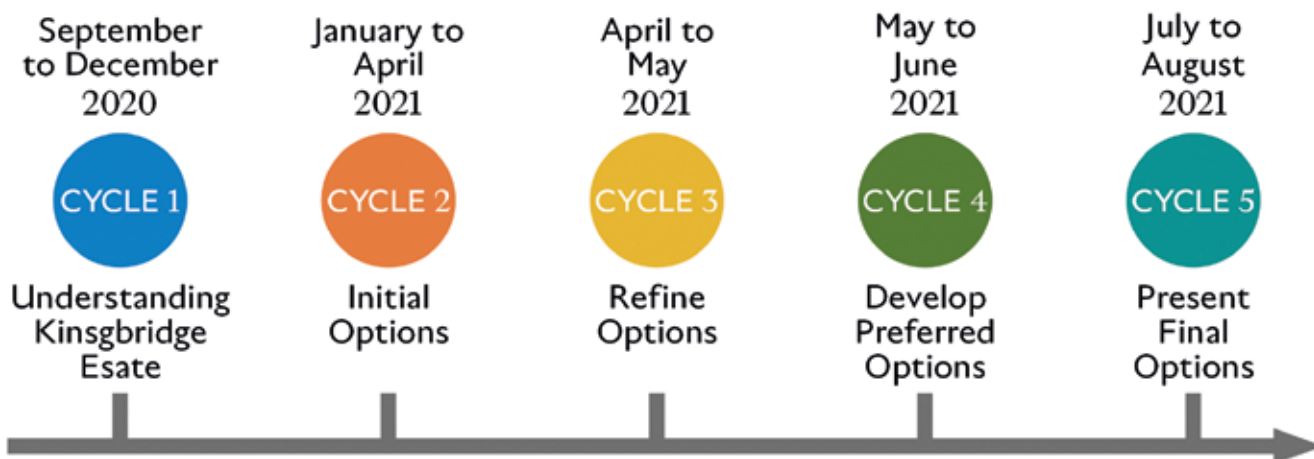 September
to December
2020
CYCLE 1
Understanding
Kinsgbridge
Esate
January to
April
2021
CYCLE 2
Initial
Options
April to
May
2021
CYCLE 3
Refine
Options
May to
June
2021
CYCLE 4
Develop
Preferred
Options
July to
August
2021
CYCLE 5
Present
Final
Options